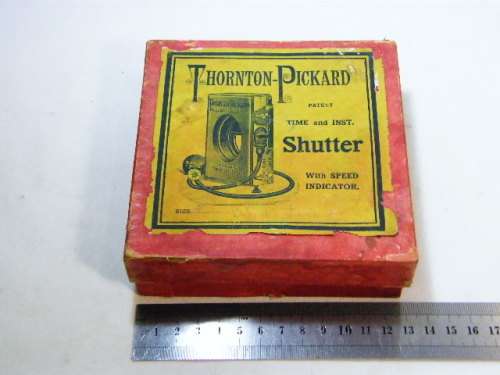 THORNTON-PICKARD
PATENT
TIME and INST.
Shutter
With SPEED
INDICATOR.
SIZE
1 2 3 4 5 6 7 8 9 10 11 12 13 14 15 16 17